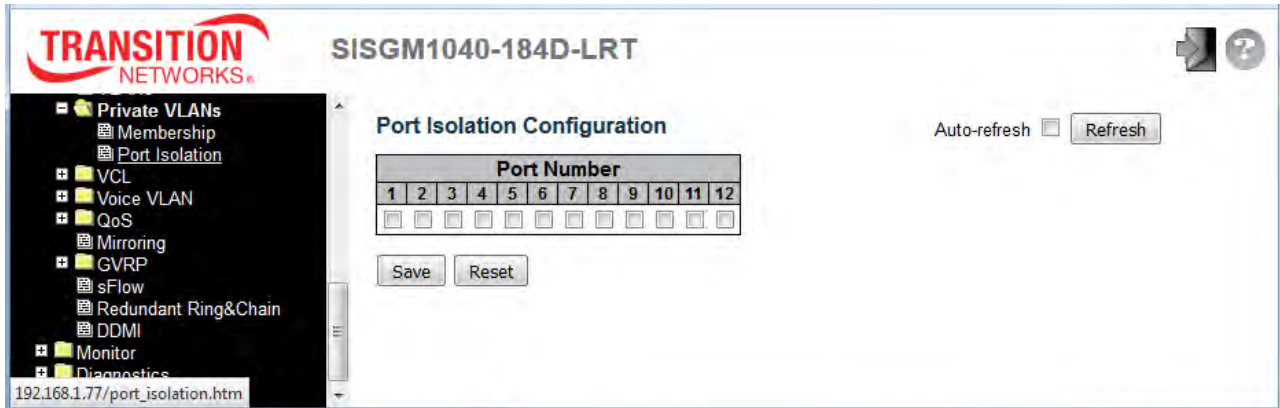 TRANSITION
NETWORKS®
SISGM1040-184D-LRT
?
Private VLANs
Membership
Port Isolation
VCL
Voice VLAN
QoS
Mirroring
GVRP
sFlow
Redundant Ring&Chain
DDMI
Monitor
Diagnostics
192.168.1.77/port_isolation.htm
Port Isolation Configuration
Auto-refresh Refresh
Port Number
1 2 3 4 5 6 7 8 9 10 11 12
Save Reset